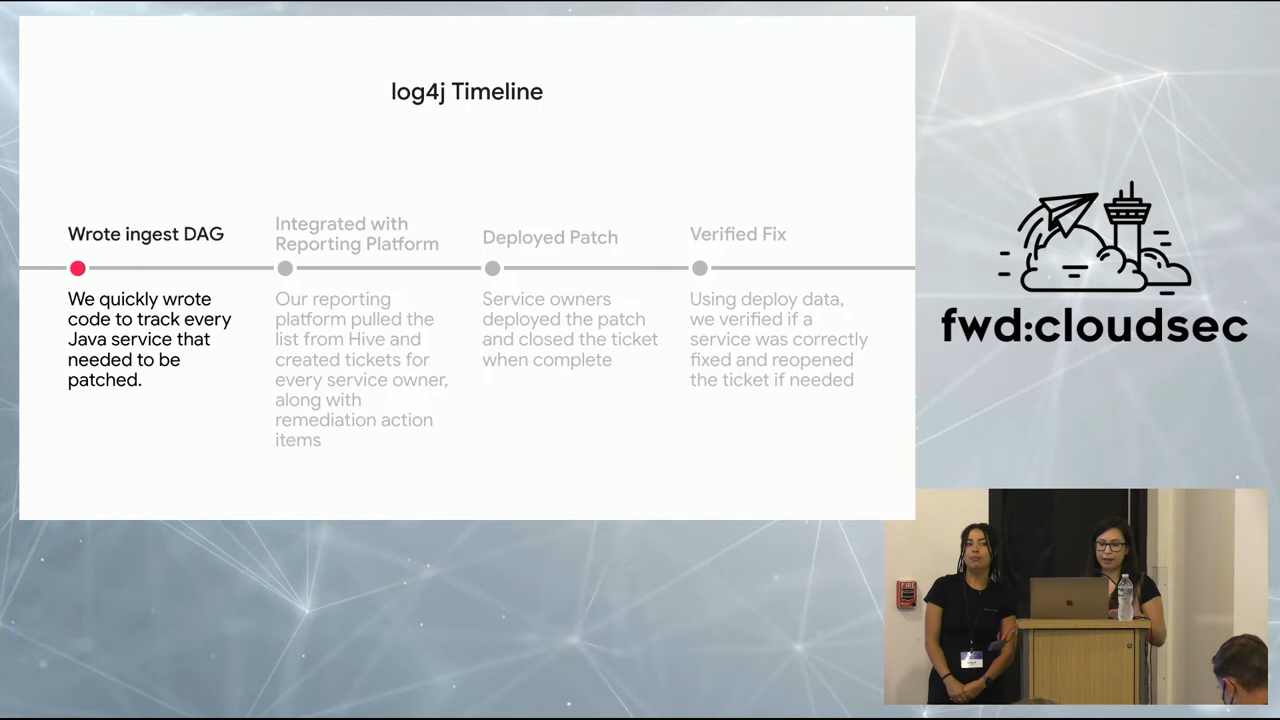 log4j Timeline
Wrote ingest DAG
We quickly wrote
code to track every
Java service that
needed to be
patched.
Integrated with
Reporting Platform
Our reporting
platform pulled the
list from Hive and
created tickets for
every service owner,
along with
remediation action
items
Deployed Patch
Service owners
deployed the patch
and closed the ticket
when complete
Verified Fix
Using deploy data,
we verified if a
service was correctly
fixed and reopened
the ticket if needed
fwd:cloudsec
FIRE